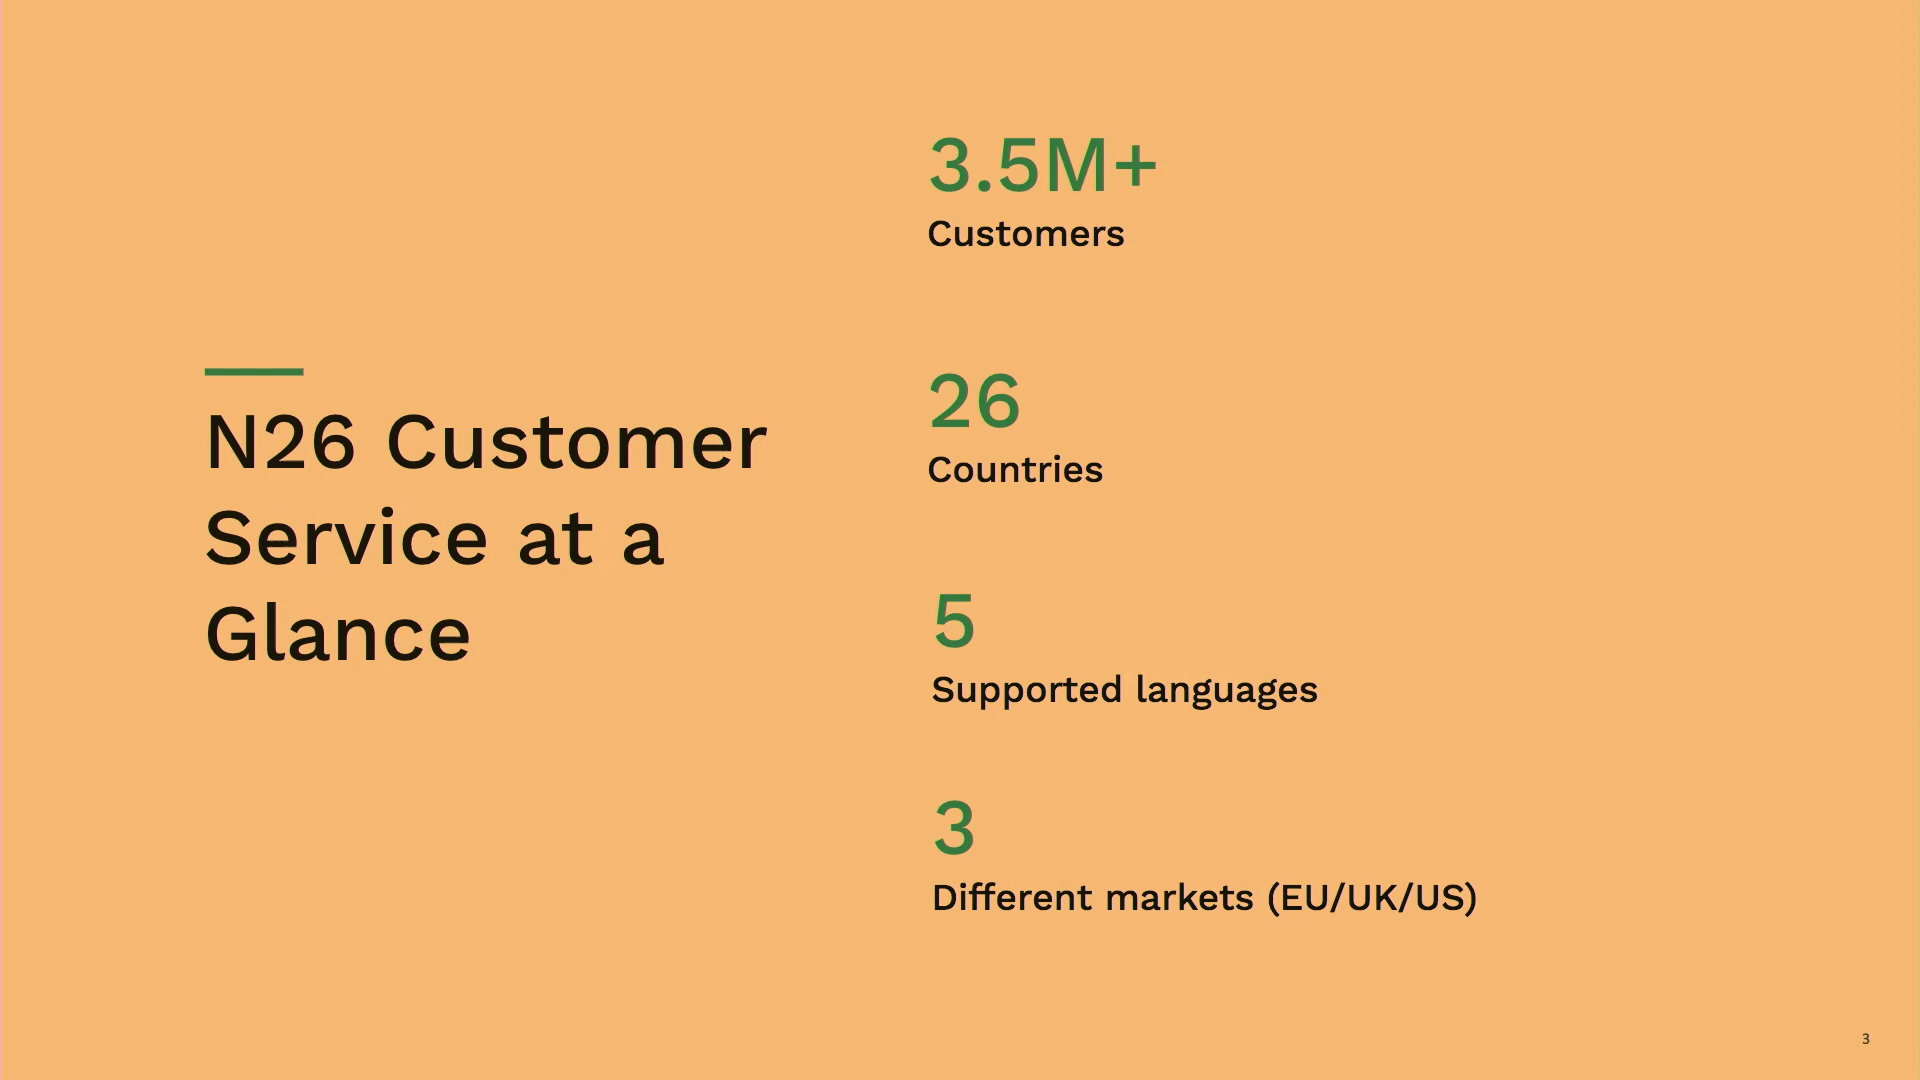 N26 Customer
Service at a
Glance
3.5M+
Customers
26
Countries
5
Supported languages
3
Different markets (EU/UK/US)
3